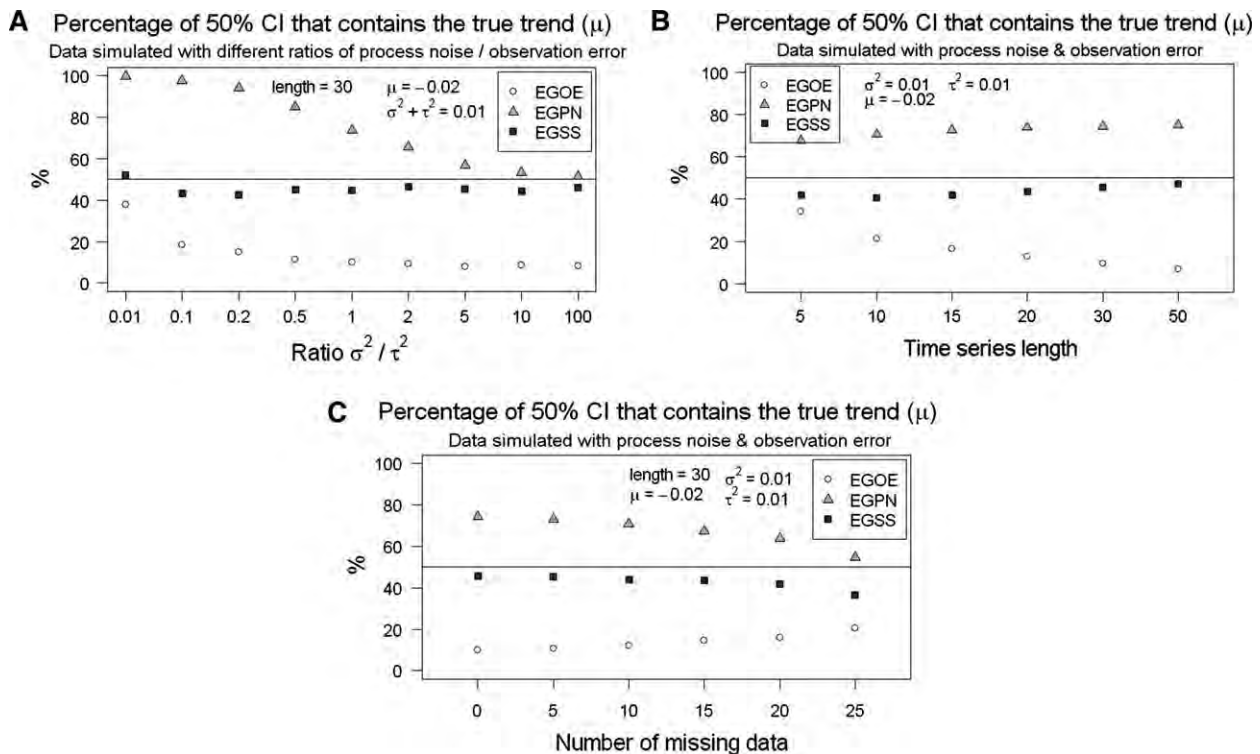 A Percentage of 50% CI that contains the true trend (μ)
Data simulated with different ratios of process noise / observation error
length = 30 μ = −0.02
σ² + τ² = 0.01
EGOE
EGPN
EGSS
%
100
80
60
40
20
0
0.01 0.1 0.2 0.5 1 2 5 10 100
Ratio σ² / τ²
B Percentage of 50% CI that contains the true trend (μ)
Data simulated with process noise & observation error
σ² = 0.01 τ² = 0.01
μ = −0.02
EGOE
EGPN
EGSS
%
100
80
60
40
20
0
5 10 15 20 30 50
Time series length
C Percentage of 50% CI that contains the true trend (μ)
Data simulated with process noise & observation error
length = 30 σ² = 0.01
μ = −0.02 τ² = 0.01
EGOE
EGPN
EGSS
%
100
80
60
40
20
0
0 5 10 15 20 25
Number of missing data